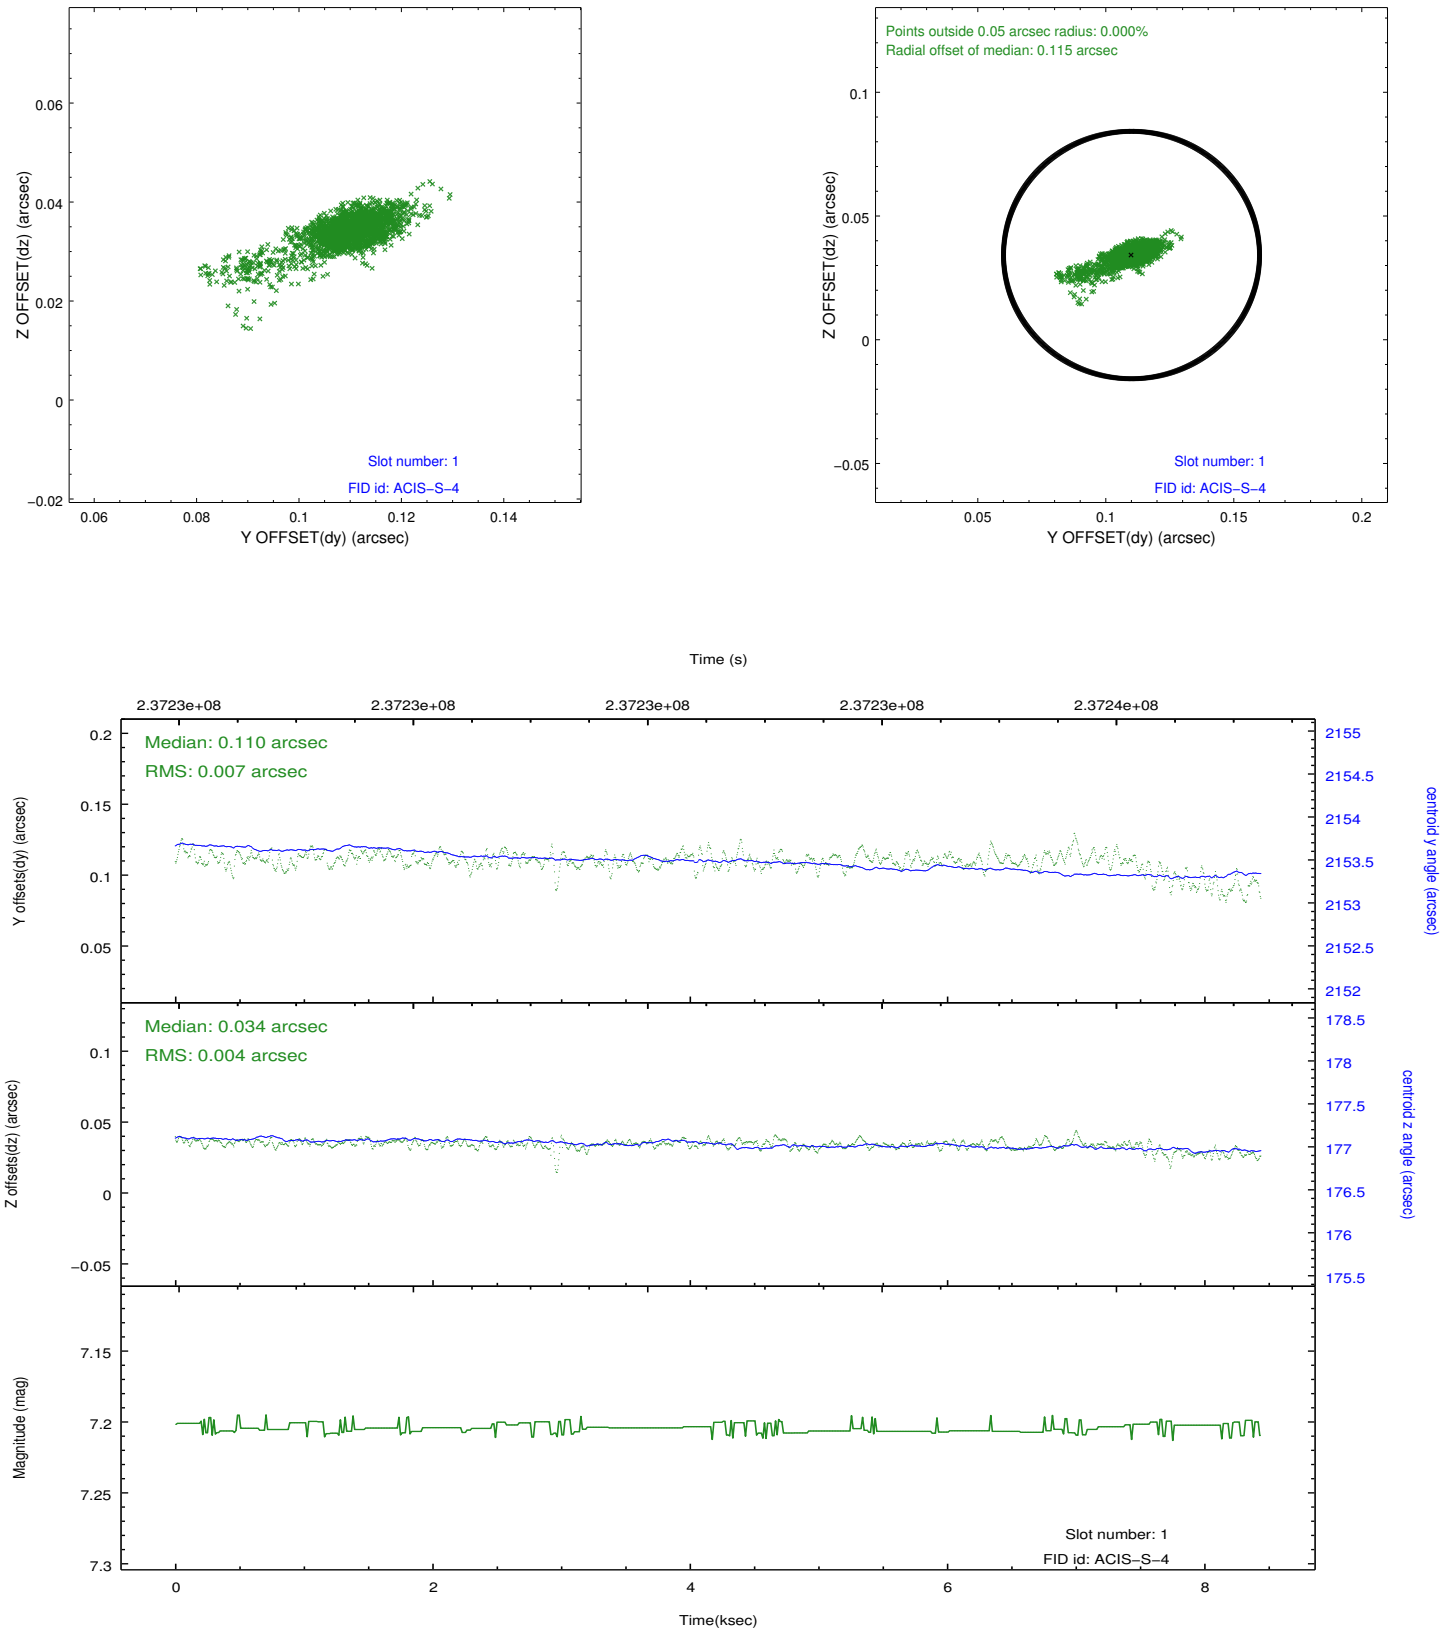 0.06
0.04
0.02
0
−0.02
Z OFFSET(dz) (arcsec)
Slot number: 1
FID id: ACIS−S−4
0.06 0.08 0.1 0.12 0.14
Y OFFSET(dy) (arcsec)
Points outside 0.05 arcsec radius: 0.000%
Radial offset of median: 0.115 arcsec
0.1
0.05
0
−0.05
Z OFFSET(dz) (arcsec)
Slot number: 1
FID id: ACIS−S−4
0.05 0.1 0.15 0.2
Y OFFSET(dy) (arcsec)
Time (s)
2.3723e+08 2.3723e+08 2.3723e+08 2.3723e+08 2.3724e+08
Median: 0.110 arcsec
RMS: 0.007 arcsec
0.2
0.15
0.1
0.05
Y offsets(dy) (arcsec)
2155
2154.5
2154
2153.5
2153
2152.5
2152
centroid y angle (arcsec)
Median: 0.034 arcsec
RMS: 0.004 arcsec
0.1
0.05
0
−0.05
Z offsets(dz) (arcsec)
178.5
178
177.5
177
176.5
176
175.5
centroid z angle (arcsec)
7.15
7.2
7.25
7.3
Magnitude (mag)
Slot number: 1
FID id: ACIS−S−4
0 2 4 6 8
Time(ksec)